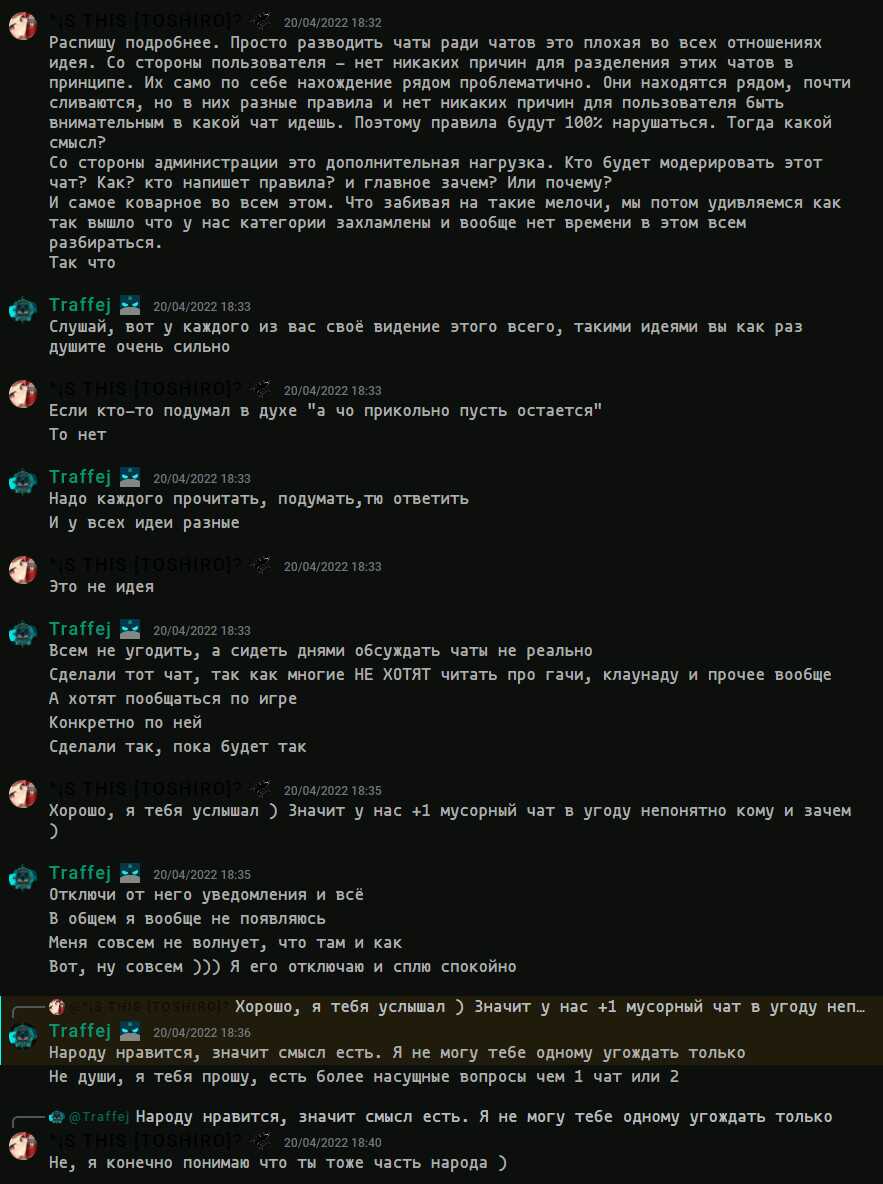 *¡S THIS [TOSHIRO]? 20/04/2022 18:32
Распишу подробнее. Просто разводить чаты ради чатов это плохая во всех отношениях
идея. Со стороны пользователя – нет никаких причин для разделения этих чатов в
принципе. Их само по себе нахождение рядом проблематично. Они находятся рядом, почти
сливаются, но в них разные правила и нет никаких причин для пользователя быть
внимательным в какой чат идешь. Поэтому правила будут 100% нарушаться. Тогда какой
смысл?
Со стороны администрации это дополнительная нагрузка. Кто будет модерировать этот
чат? Как? кто напишет правила? и главное зачем? Или почему?
И самое коварное во всем этом. Что забивая на такие мелочи, мы потом удивляемся как
так вышло что у нас категории захламлены и вообще нет времени в этом всем
разбираться.
Так что
Traffej 20/04/2022 18:33
Слушай, вот у каждого из вас своё видение этого всего, такими идеями вы как раз
душите очень сильно
*¡S THIS [TOSHIRO]? 20/04/2022 18:33
Если кто–то подумал в духе "а чо прикольно пусть остается"
То нет
Traffej 20/04/2022 18:33
Надо каждого прочитать, подумать,тю ответить
И у всех идеи разные
*¡S THIS [TOSHIRO]? 20/04/2022 18:33
Это не идея
Traffej 20/04/2022 18:33
Всем не угодить, а сидеть днями обсуждать чаты не реально
Сделали тот чат, так как многие НЕ ХОТЯТ читать про гачи, клаунаду и прочее вообще
А хотят пообщаться по игре
Конкретно по ней
Сделали так, пока будет так
*¡S THIS [TOSHIRO]? 20/04/2022 18:35
Хорошо, я тебя услышал ) Значит у нас +1 мусорный чат в угоду непонятно кому и зачем
)
Traffej 20/04/2022 18:35
Отключи от него уведомления и всё
В общем я вообще не появляюсь
Меня совсем не волнует, что там и как
Вот, ну совсем ))) Я его отключаю и сплю спокойно
@*¡S THIS [TOSHIRO]? Хорошо, я тебя услышал ) Значит у нас +1 мусорный чат в угоду неп…
Traffej 20/04/2022 18:36
Народу нравится, значит смысл есть. Я не могу тебе одному угождать только
Не души, я тебя прошу, есть более насущные вопросы чем 1 чат или 2
@Traffej Народу нравится, значит смысл есть. Я не могу тебе одному угождать только
*¡S THIS [TOSHIRO]? 20/04/2022 18:40
Не, я конечно понимаю что ты тоже часть народа )